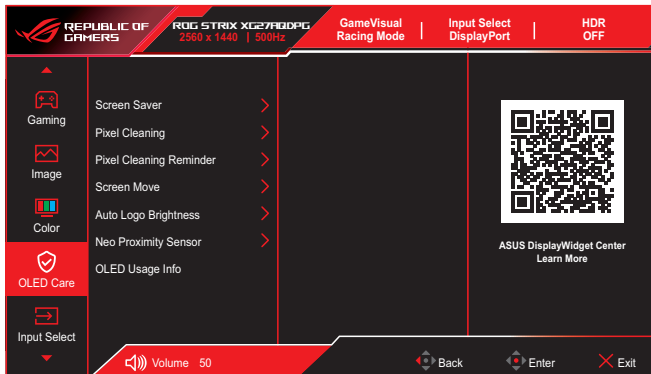 REPUBLIC OF
GAMERS
ROG STRIX XG27AQDPG
2560 x 1440 | 500Hz
GameVisual
Racing Mode
Input Select
DisplayPort
HDR
OFF
Gaming
Image
Color
OLED Care
Input Select
Screen Saver
Pixel Cleaning
Pixel Cleaning Reminder
Screen Move
Auto Logo Brightness
Neo Proximity Sensor
OLED Usage Info
ASUS DisplayWidget Center
Learn More
Volume 50
Back
Enter
Exit